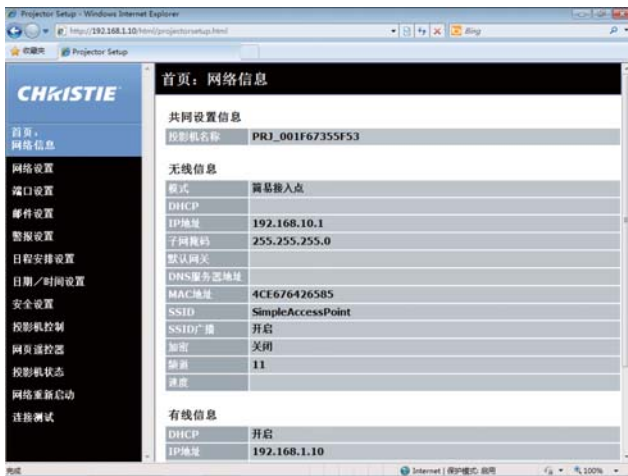 Projector Setup - Windows Internet Explorer
http://192.168.1.10/html/projectorsetup.html
Bing
收藏夹
Projector Setup
CHRISTIE
首页:
网络信息
网络设置
端口设置
邮件设置
警报设置
日程安排设置
日期／时间设置
安全设置
投影机控制
网页遥控器
投影机状态
网络重新启动
连接测试
首页：网络信息
共同设置信息
投影机名称 PRJ_001F67355F53
无线信息
模式 简易接入点
DHCP
IP地址 192.168.10.1
子网掩码 255.255.255.0
默认网关
DNS服务器地址
MAC地址 4CE676426585
SSID SimpleAccessPoint
SSID广播 开启
加密 关闭
频道 11
速度
有线信息
DHCP 开启
IP地址 192.168.1.10
完成
Internet | 保护模式: 启用
100%